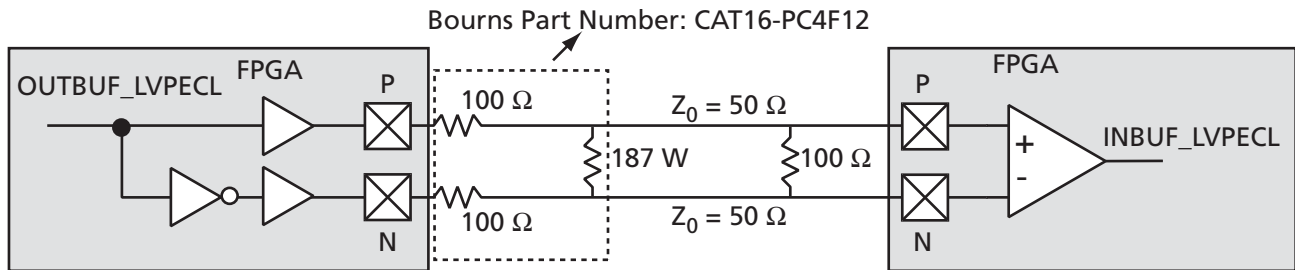 Bourns Part Number: CAT16-PC4F12
OUTBUF_LVPECL
FPGA
P
N
100 Ω
100 Ω
187 W
Z0 = 50 Ω
Z0 = 50 Ω
100 Ω
FPGA
P
N
+
-
INBUF_LVPECL